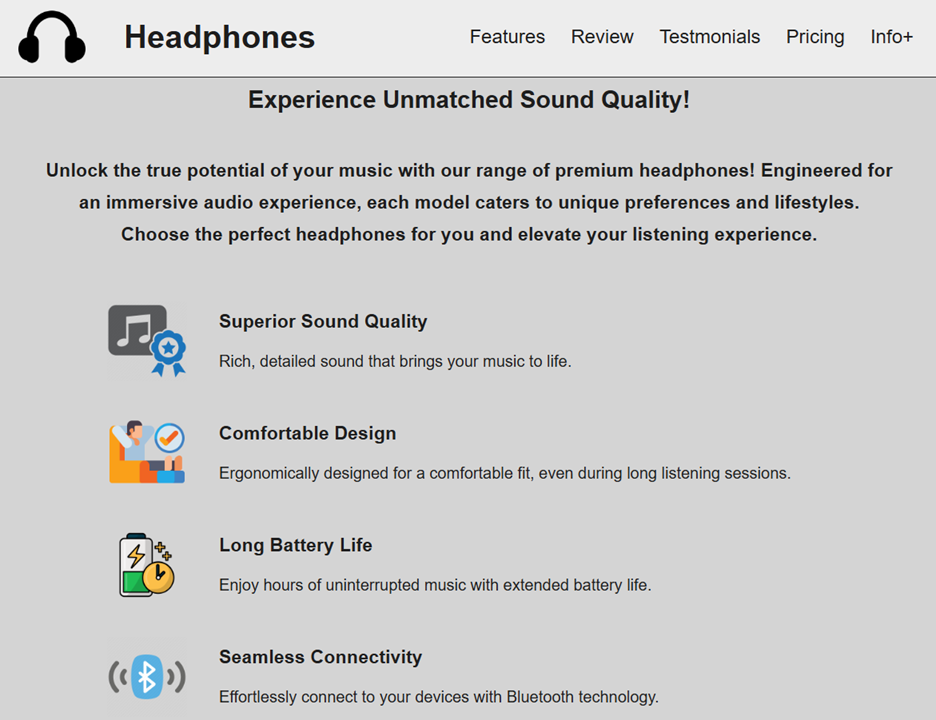 Headphones
Features Review Testmonials Pricing Info+
Experience Unmatched Sound Quality!
Unlock the true potential of your music with our range of premium headphones! Engineered for
an immersive audio experience, each model caters to unique preferences and lifestyles.
Choose the perfect headphones for you and elevate your listening experience.
Superior Sound Quality
Rich, detailed sound that brings your music to life.
Comfortable Design
Ergonomically designed for a comfortable fit, even during long listening sessions.
Long Battery Life
Enjoy hours of uninterrupted music with extended battery life.
Seamless Connectivity
Effortlessly connect to your devices with Bluetooth technology.